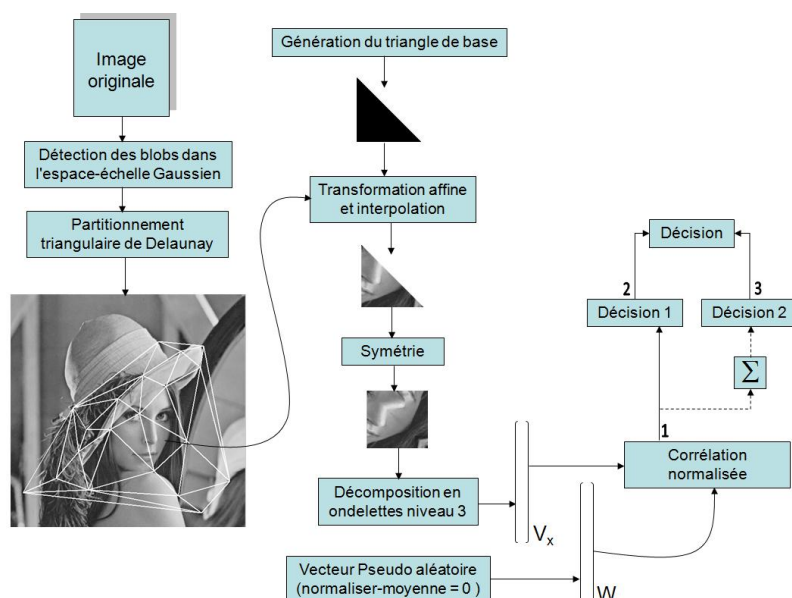 Image
originale
Détection des blobs dans
l'espace-échelle Gaussien
Partitionnement
triangulaire de Delaunay
Génération du triangle de base
Transformation affine
et interpolation
Symétrie
Décomposition en
ondelettes niveau 3
Vecteur Pseudo aléatoire
(normaliser-moyenne = 0 )
Vx
W
Corrélation
normalisée
1
Σ
2
3
Décision 1
Décision 2
Décision